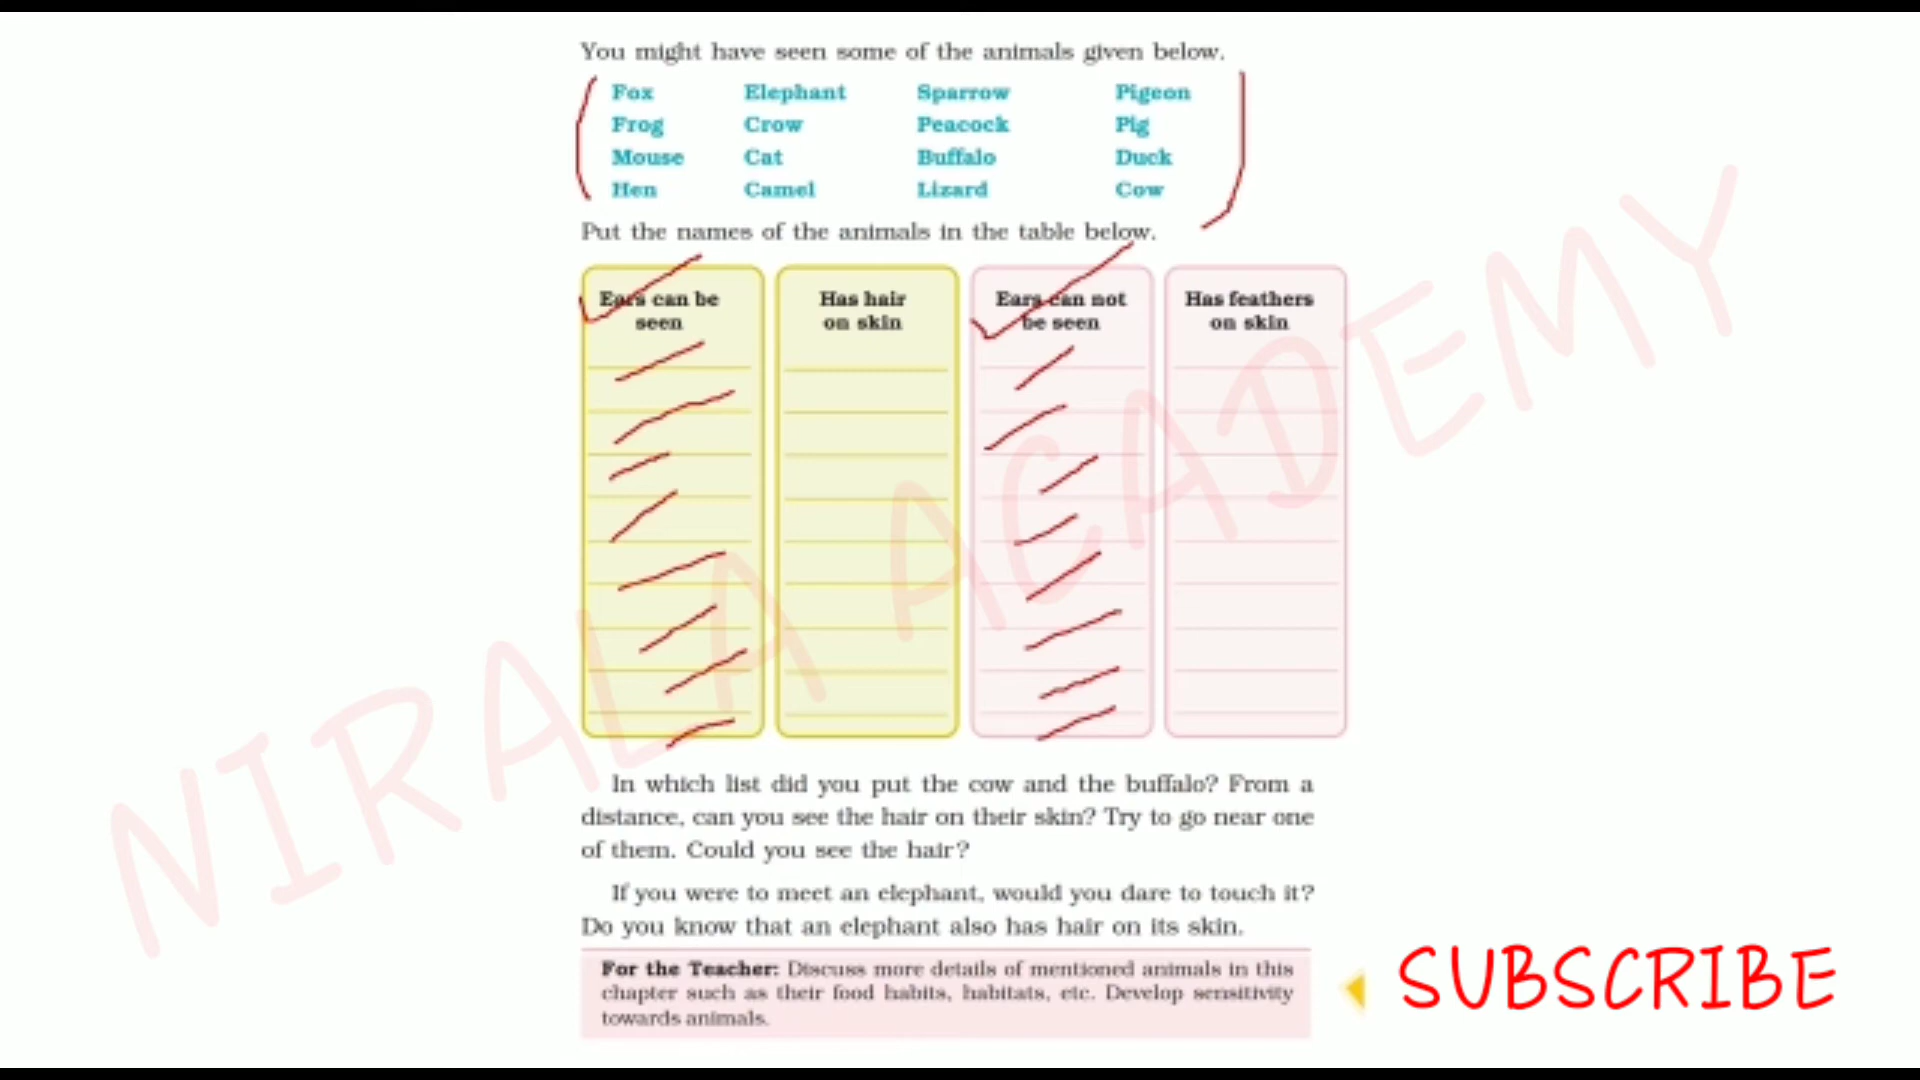 You might have seen some of the animals given below.
Fox Elephant Sparrow Pigeon
Frog Crow Peacock Pig
Mouse Cat Buffalo Duck
Hen Camel Lizard Cow
Put the names of the animals in the table below.
Ears can be seen
Has hair on skin
Ears can not be seen
Has feathers on skin
In which list did you put the cow and the buffalo? From a
distance, can you see the hair on their skin? Try to go near one
of them. Could you see the hair?
If you were to meet an elephant, would you dare to touch it?
Do you know that an elephant also has hair on its skin.
For the Teacher: Discuss more details of mentioned animals in this
chapter such as their food habits, habitats, etc. Develop sensitivity
towards animals.
SUBSCRIBE
NIRALA ACADEMY